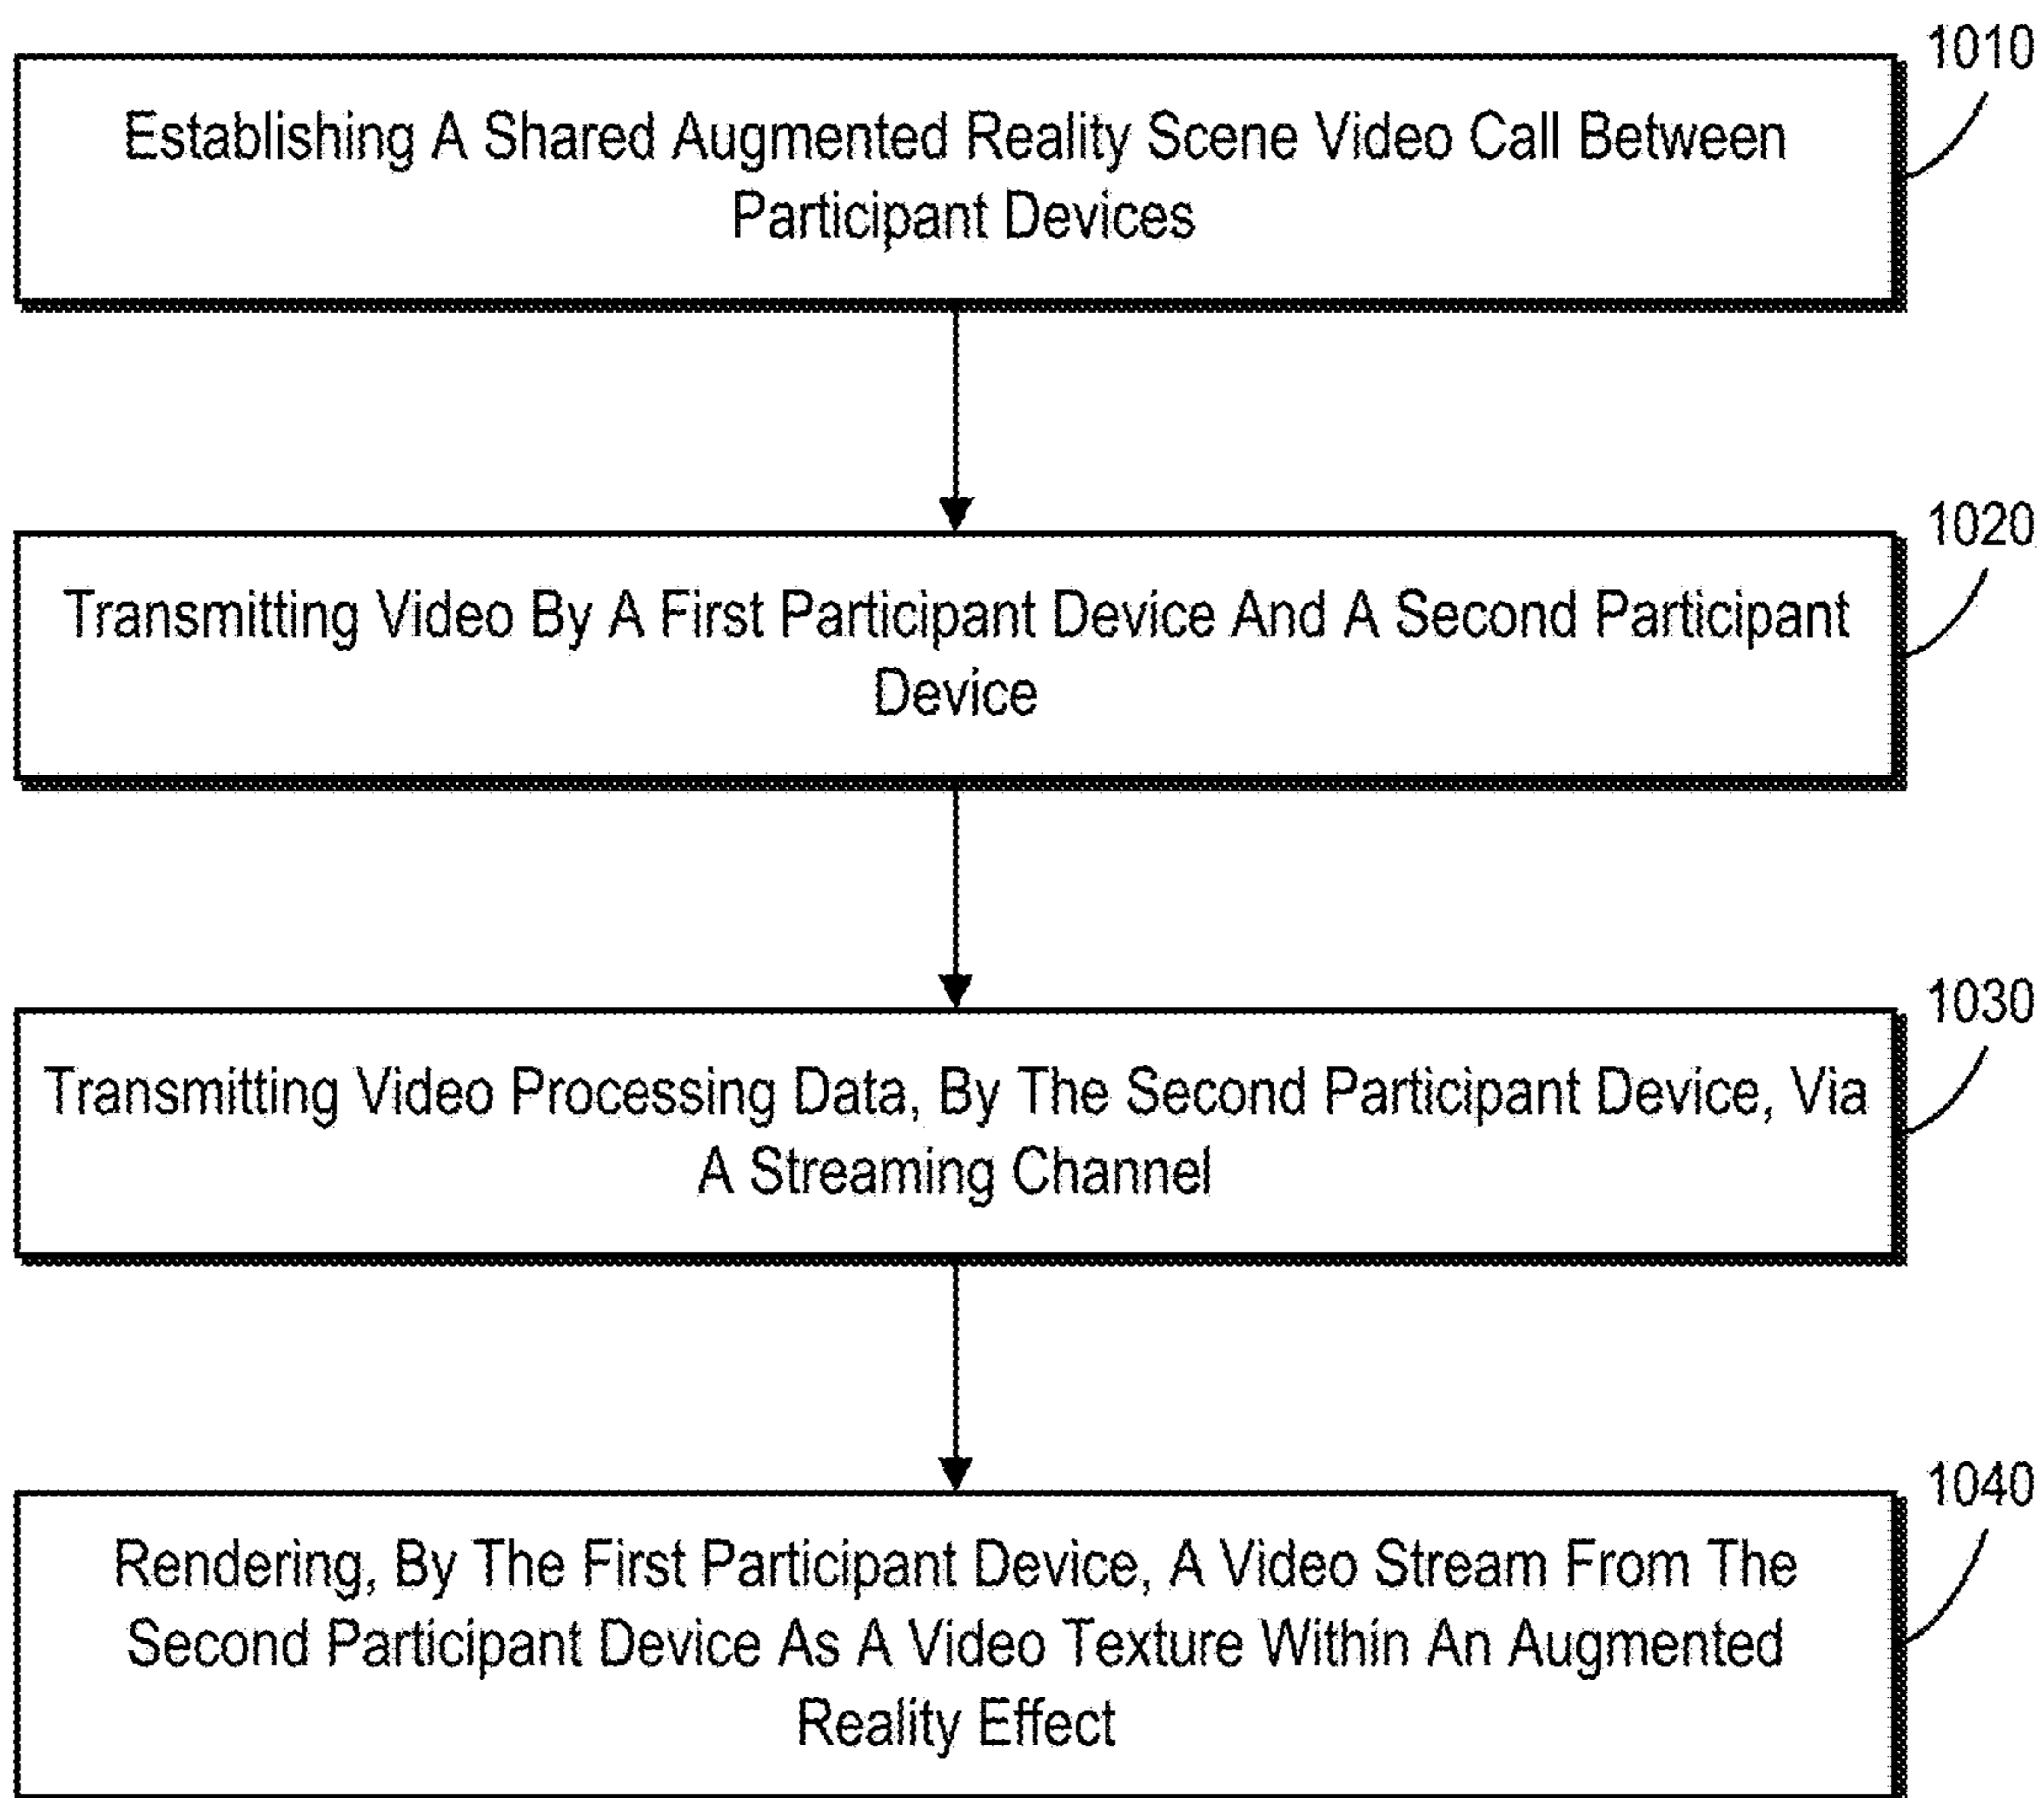 1010
Establishing A Shared Augmented Reality Scene Video Call Between
Participant Devices
1020
Transmitting Video By A First Participant Device And A Second Participant
Device
1030
Transmitting Video Processing Data, By The Second Participant Device, Via
A Streaming Channel
1040
Rendering, By The First Participant Device, A Video Stream From The
Second Participant Device As A Video Texture Within An Augmented
Reality Effect